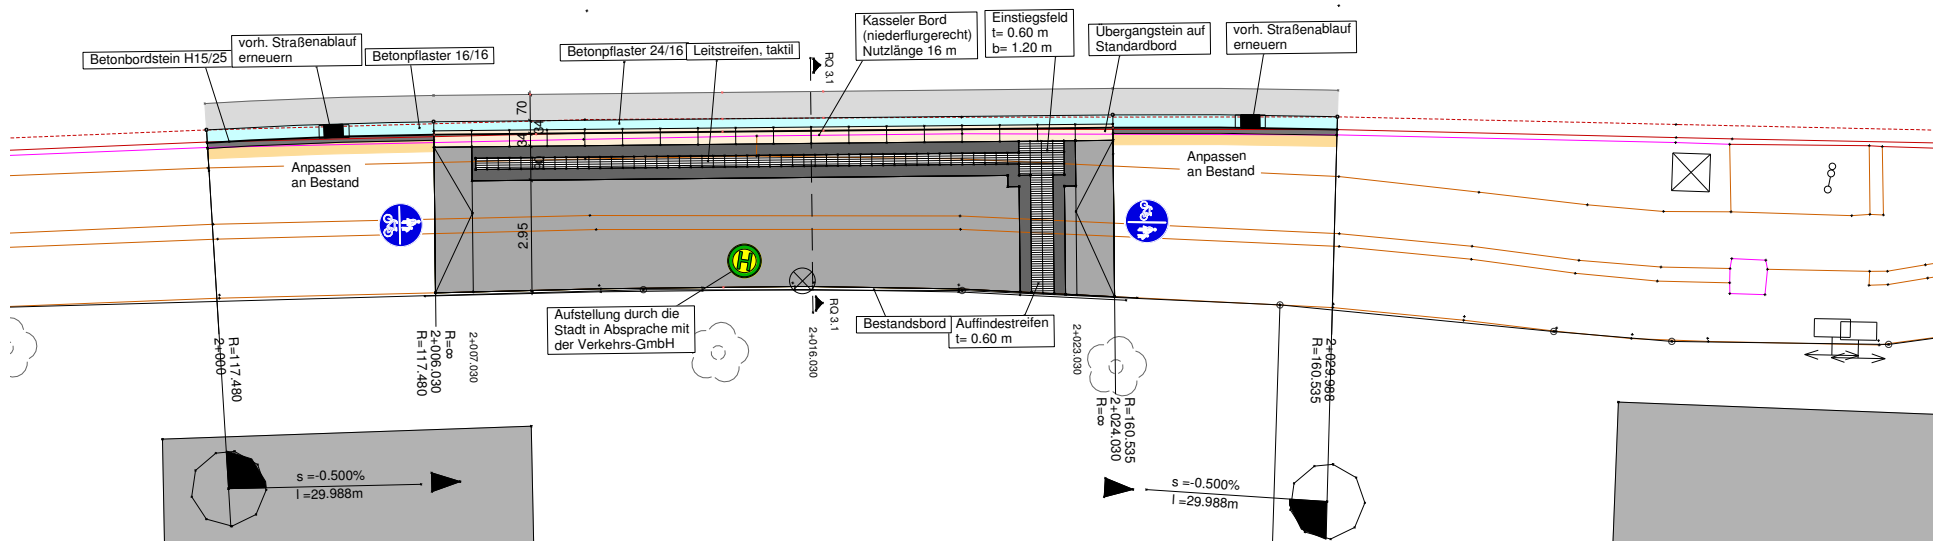 Betonbordstein H15/25
vorh. Straßenablauf
erneuern
Betonpflaster 16/16
Betonpflaster 24/16
Leitstreifen, taktil
RQ 3.1
Kasseler Bord
(niederflurgerecht)
Nutzlänge 16 m
Einstiegsfeld
t= 0.60 m
b= 1.20 m
Übergangstein auf
Standardbord
vorh. Straßenablauf
erneuern
70
34
34
2.95
Anpassen
an Bestand
Anpassen
an Bestand
H
Aufstellung durch die
Stadt in Absprache mit
der Verkehrs-GmbH
RQ 3.1
Bestandsbord
Auffindestreifen
t= 0.60 m
R=117.480
2+000
R=∞
2+006.030
R=117.480
2+007.030
2+016.030
2+023.030
R=160.535
2+024.030
R=∞
2+029.988
R=160.535
s =-0.500%
l =29.988m
s =-0.500%
l =29.988m